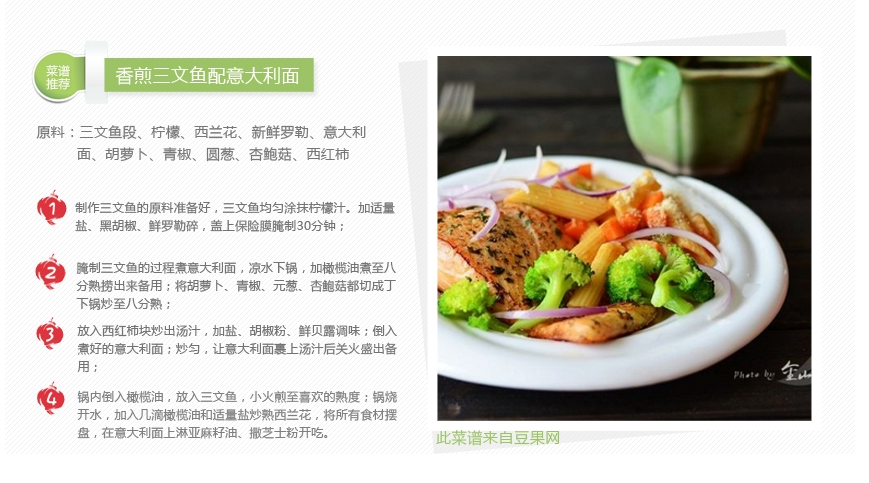 菜谱
推荐
香煎三文鱼配意大利面
原料：三文鱼段、柠檬、西兰花、新鲜罗勒、意大利
面、胡萝卜、青椒、圆葱、杏鲍菇、西红柿
1 制作三文鱼的原料准备好，三文鱼均匀涂抹柠檬汁。加适量
盐、黑胡椒、鲜罗勒碎，盖上保险膜腌制30分钟；
2 腌制三文鱼的过程煮意大利面，凉水下锅，加橄榄油煮至八
分熟捞出来备用；将胡萝卜、青椒、元葱、杏鲍菇都切成丁
下锅炒至八分熟；
3 放入西红柿块炒出汤汁，加盐、胡椒粉、鲜贝露调味；倒入
煮好的意大利面；炒匀，让意大利面裹上汤汁后关火盛出备
用；
4 锅内倒入橄榄油，放入三文鱼，小火煎至喜欢的熟度；锅烧
开水，加入几滴橄榄油和适量盐炒熟西兰花，将所有食材摆
盘，在意大利面上淋亚麻籽油、撒芝士粉开吃。
Photo by 金山
此菜谱来自豆果网